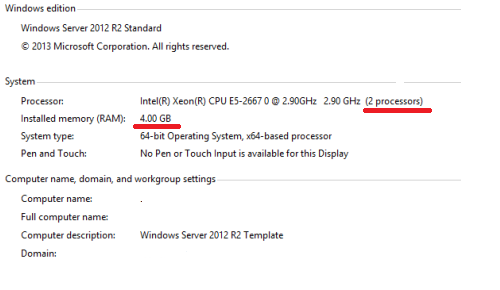 Windows edition
Windows Server 2012 R2 Standard
© 2013 Microsoft Corporation. All rights reserved.
System
Processor: Intel(R) Xeon(R) CPU E5-2667 0 @ 2.90GHz 2.90 GHz (2 processors)
Installed memory (RAM): 4.00 GB
System type: 64-bit Operating System, x64-based processor
Pen and Touch: No Pen or Touch Input is available for this Display
Computer name, domain, and workgroup settings
Computer name: .
Full computer name:
Computer description: Windows Server 2012 R2 Template
Domain: